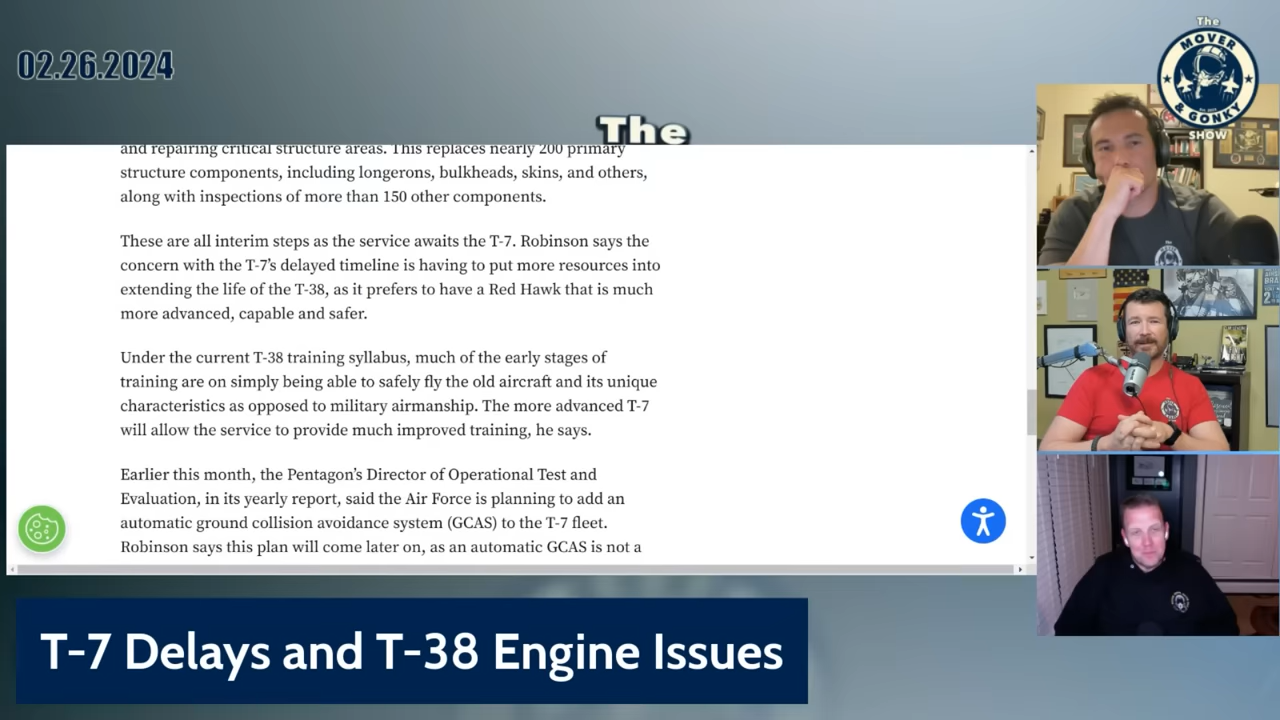 02.26.2024
The
MOVER
& GONKY
SHOW
The
and repairing critical structure areas. This replaces nearly 200 primary
structure components, including longerons, bulkheads, skins, and others,
along with inspections of more than 150 other components.
These are all interim steps as the service awaits the T-7. Robinson says the
concern with the T-7’s delayed timeline is having to put more resources into
extending the life of the T-38, as it prefers to have a Red Hawk that is much
more advanced, capable and safer.
Under the current T-38 training syllabus, much of the early stages of
training are on simply being able to safely fly the old aircraft and its unique
characteristics as opposed to military airmanship. The more advanced T-7
will allow the service to provide much improved training, he says.
Earlier this month, the Pentagon’s Director of Operational Test and
Evaluation, in its yearly report, said the Air Force is planning to add an
automatic ground collision avoidance system (GCAS) to the T-7 fleet.
Robinson says this plan will come later on, as an automatic GCAS is not a
T-7 Delays and T-38 Engine Issues